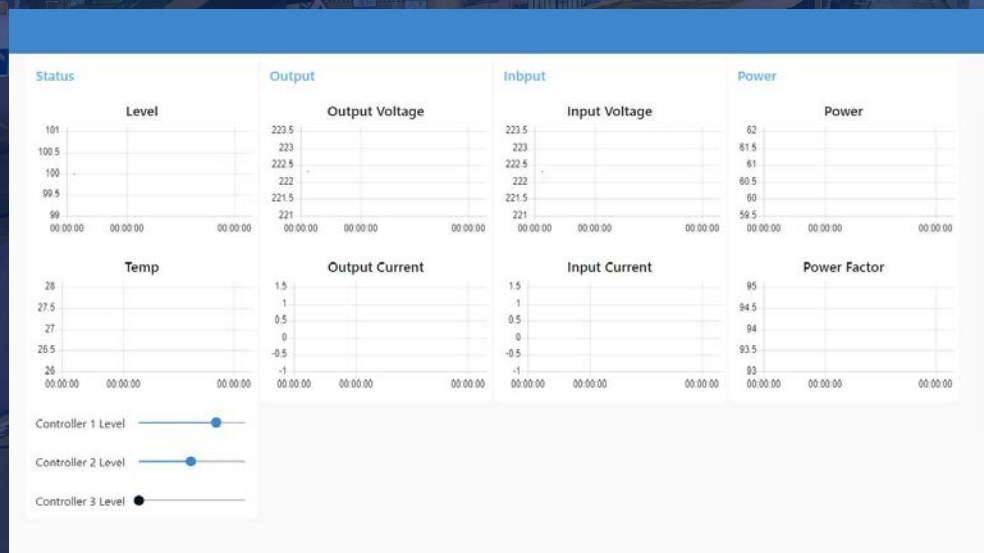 Status
Level
101
100.5
100
99.5
99
00:00:00 00:00:00 00:00:00
Temp
28
27.5
27
26.5
26
00:00:00 00:00:00 00:00:00
Controller 1 Level
Controller 2 Level
Controller 3 Level
Output
Output Voltage
223.5
223
222.5
222
221.5
221
00:00:00 00:00:00 00:00:00
Output Current
1.5
1
0.5
0
-0.5
-1
00:00:00 00:00:00 00:00:00
Inbput
Input Voltage
223.5
223
222.5
222
221.5
221
00:00:00 00:00:00 00:00:00
Input Current
1.5
1
0.5
0
-0.5
-1
00:00:00 00:00:00 00:00:00
Power
Power
62
61.5
61
60.5
60
59.5
00:00:00 00:00:00 00:00:00
Power Factor
95
94.5
94
93.5
93
00:00:00 00:00:00 00:00:00